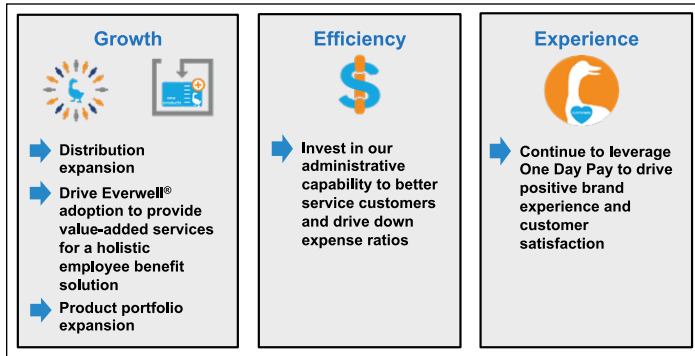 Growth
Distribution
expansion
Drive Everwell®
adoption to provide
value-added services
for a holistic
employee benefit
solution
Product portfolio
expansion
Efficiency
Invest in our
administrative
capability to better
service customers
and drive down
expense ratios
Experience
Continue to leverage
One Day Pay to drive
positive brand
experience and
customer
satisfaction